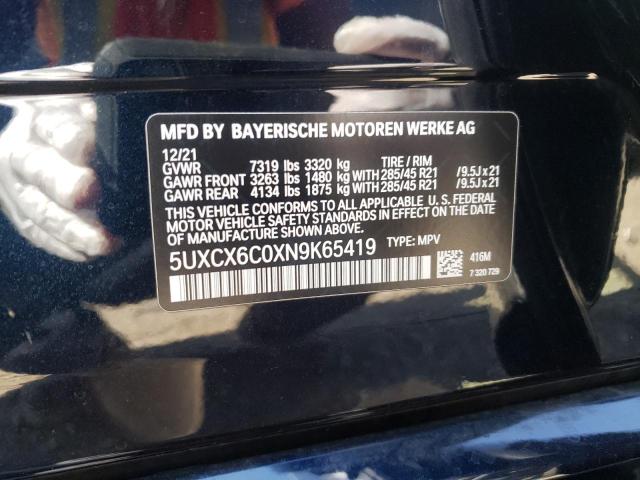 MFD BY BAYERISCHE MOTOREN WERKE AG
12/21
GVWR 7319 lbs 3320 kg TIRE / RIM
GAWR FRONT 3263 lbs 1480 kg WITH 285/45 R21 /9.5J x 21
GAWR REAR 4134 lbs 1875 kg WITH 285/45 R21 /9.5J x 21
THIS VEHICLE CONFORMS TO ALL APPLICABLE U. S. FEDERAL
MOTOR VEHICLE SAFETY AND THEFT PREVENTION STANDARDS IN
EFFECT ON THE DATE OF MANUFACTURE SHOWN ABOVE.
5UXCX6C0XN9K65419 TYPE: MPV
416M
7 320 729